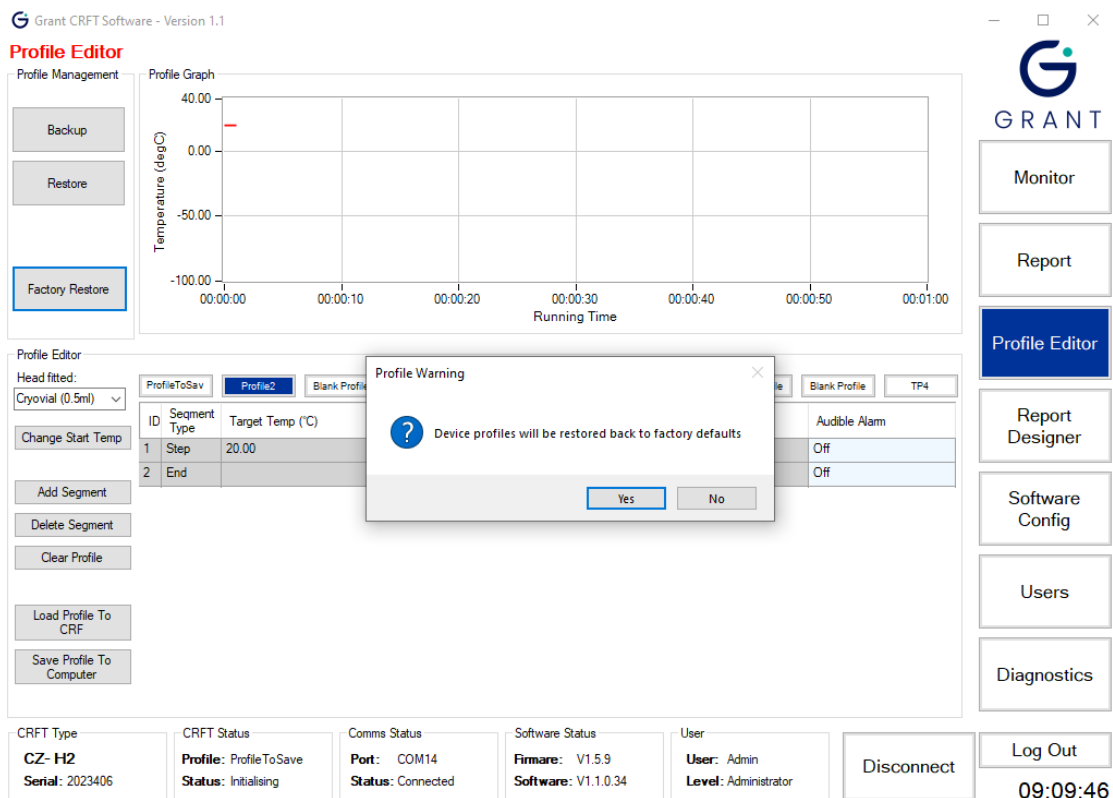 Grant CRFT Software - Version 1.1
Profile Editor
Profile Management
Backup
Restore
Factory Restore
Profile Graph
40.00
0.00
-50.00
-100.00
Temperature (degC)
00:00:00 00:00:10 00:00:20 00:00:30 00:00:40 00:00:50 00:01:00
Running Time
GRANT
Monitor
Report
Profile Editor
Report
Designer
Software
Config
Users
Diagnostics
Profile Editor
Head fitted:
Cryovial (0.5ml)
Change Start Temp
Add Segment
Delete Segment
Clear Profile
Load Profile To
CRF
Save Profile To
Computer
ProfileToSav Profile2 Blank Profile Blank Profile TP4
ID Segment
Type Target Temp (°C) Audible Alarm
1 Step 20.00 Off
2 End Off
Profile Warning
Device profiles will be restored back to factory defaults
Yes No
CRFT Type
CZ- H2
Serial: 2023406
CRFT Status
Profile: ProfileToSave
Status: Initialising
Comms Status
Port: COM14
Status: Connected
Software Status
Firmare: V1.5.9
Software: V1.1.0.34
User
User: Admin
Level: Administrator
Disconnect
Log Out
09:09:46